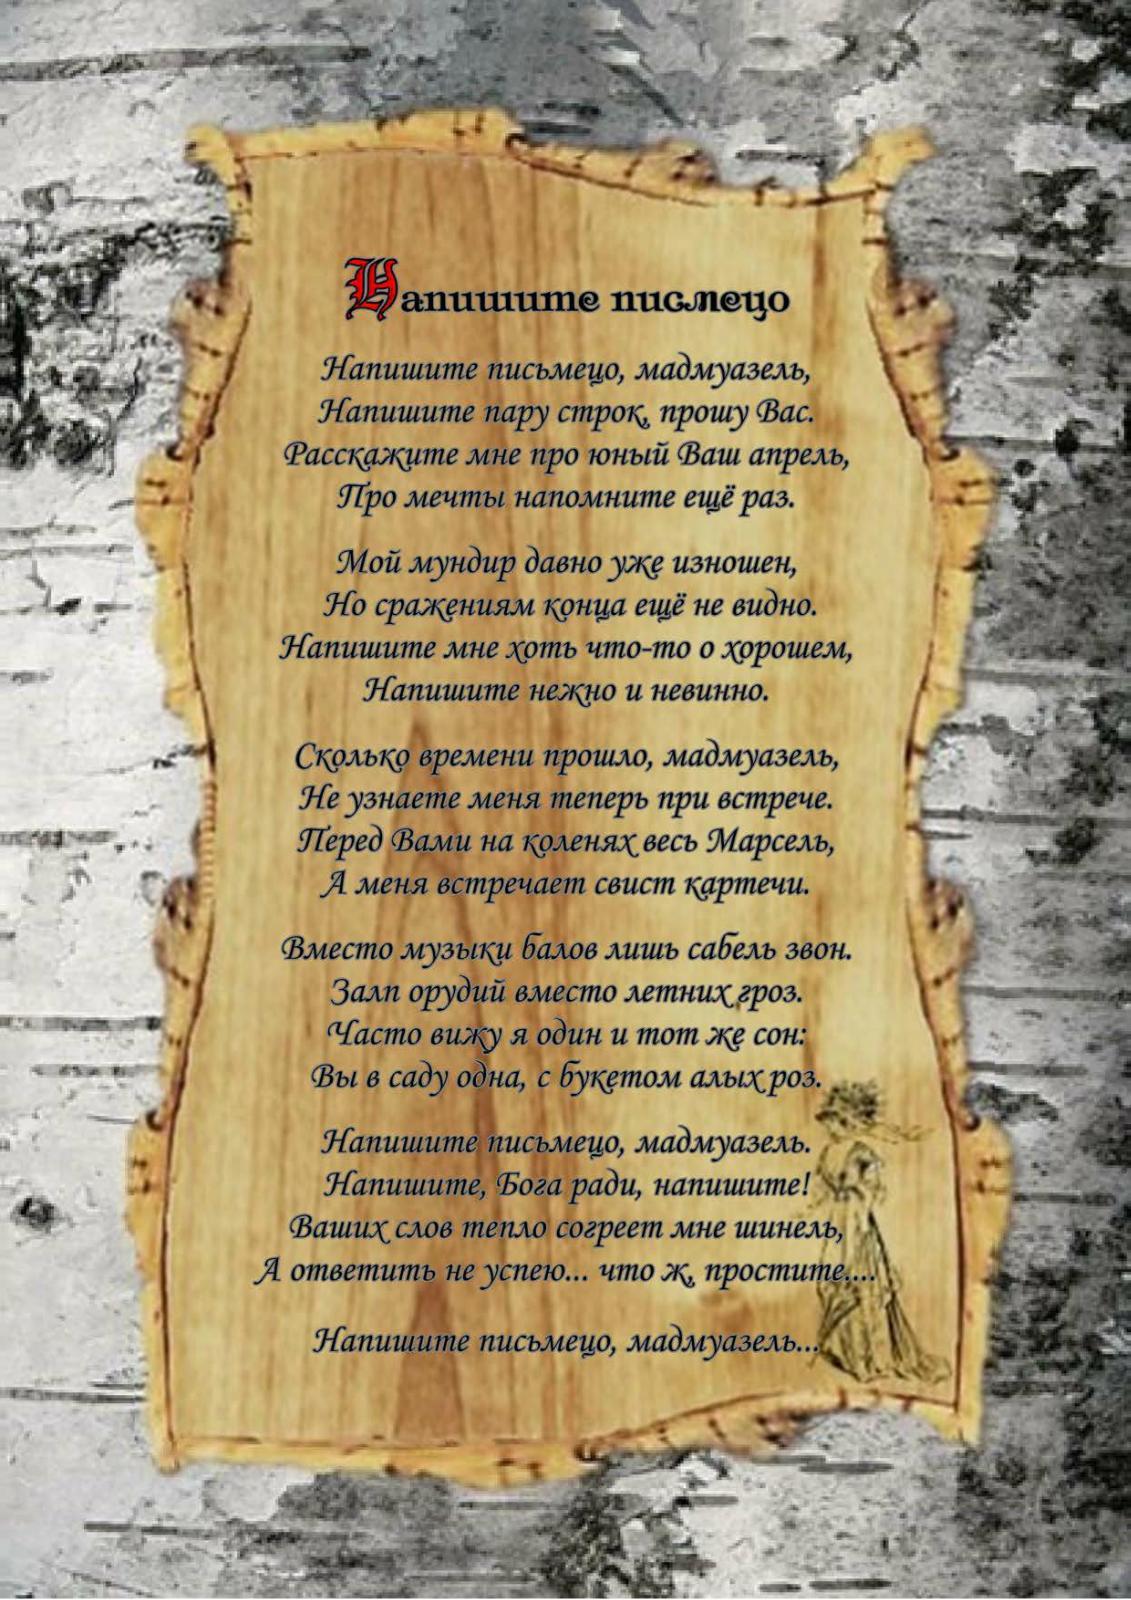 Напишите писмецо
Напишите письмецо, мадмуазель,
Напишите пару строк, прошу Вас.
Расскажите мне про юный Ваш апрель,
Про мечты напомните ещё раз.
Мой мундир давно уже изношен,
Но сражениям конца ещё не видно.
Напишите мне хоть что-то о хорошем,
Напишите нежно и невинно.
Сколько времени прошло, мадмуазель,
Не узнаете меня теперь при встрече.
Перед Вами на коленях весь Марсель,
А меня встречает свист картечи.
Вместо музыки балов лишь сабель звон.
Залп орудий вместо летних гроз.
Часто вижу я один и тот же сон:
Вы в саду одна, с букетом алых роз.
Напишите письмецо, мадмуазель.
Напишите, Бога ради, напишите!
Ваших слов тепло согреет мне шинель,
А ответить не успею... что ж, простите....
Напишите письмецо, мадмуазель...